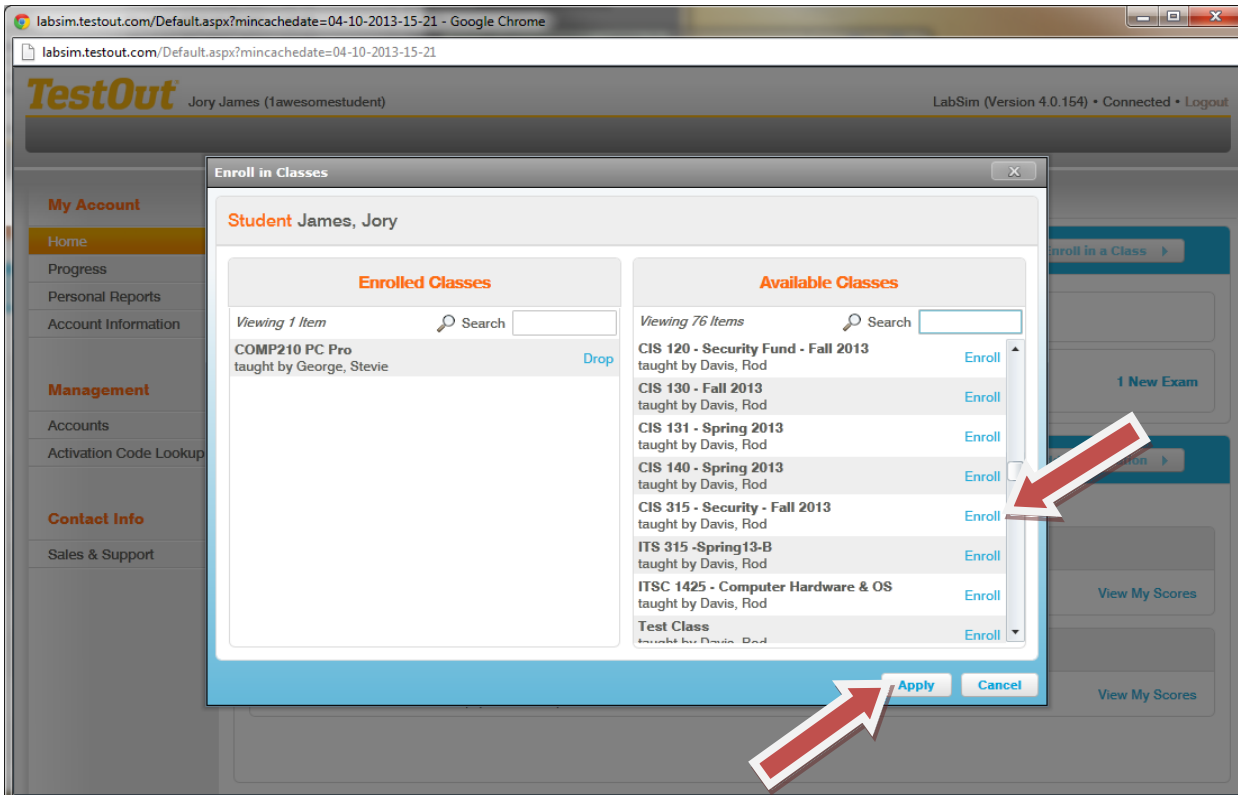 labsim.testout.com/Default.aspx?mincachedate=04-10-2013-15-21 - Google Chrome
labsim.testout.com/Default.aspx?mincachedate=04-10-2013-15-21
TestOut Jory James (1awesomestudent) LabSim (Version 4.0.154) • Connected • Logout
Enroll in Classes
My Account
Home
Progress
Personal Reports
Account Information
Management
Accounts
Activation Code Lookup
Contact Info
Sales & Support
Student James, Jory
Enrolled Classes
Viewing 1 Item Search
COMP210 PC Pro
taught by George, Stevie
Drop
Available Classes
Viewing 76 Items Search
CIS 120 - Security Fund - Fall 2013
taught by Davis, Rod
Enroll
CIS 130 - Fall 2013
taught by Davis, Rod
Enroll
CIS 131 - Spring 2013
taught by Davis, Rod
Enroll
CIS 140 - Spring 2013
taught by Davis, Rod
Enroll
CIS 315 - Security - Fall 2013
taught by Davis, Rod
Enroll
ITS 315 -Spring13-B
taught by Davis, Rod
Enroll
ITSC 1425 - Computer Hardware & OS
taught by Davis, Rod
Enroll
Test Class
taught by Davis, Rod
Enroll
Apply Cancel
in a Class
1 New Exam
View My Scores
View My Scores